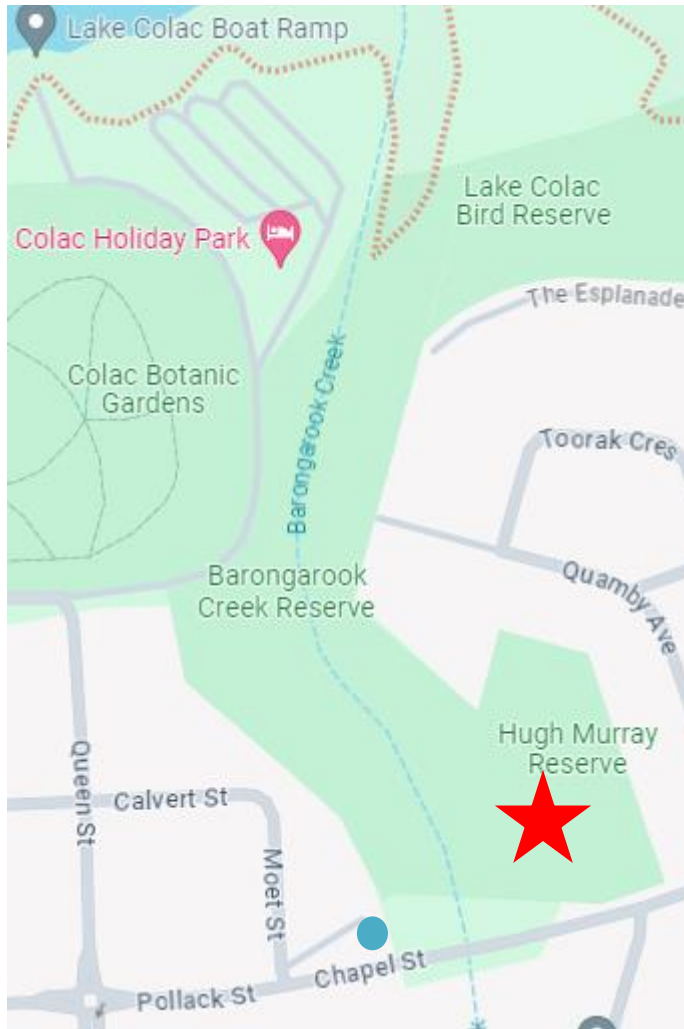 Lake Colac Boat Ramp
Lake Colac
Bird Reserve
Colac Holiday Park
The Esplanade
Colac Botanic
Gardens
Barongarook Creek
Toorak Cres
Barongarook
Creek Reserve
Quamby Ave
Hugh Murray
Reserve
Queen St
Calvert St
Moet St
Chapel St
Pollack St